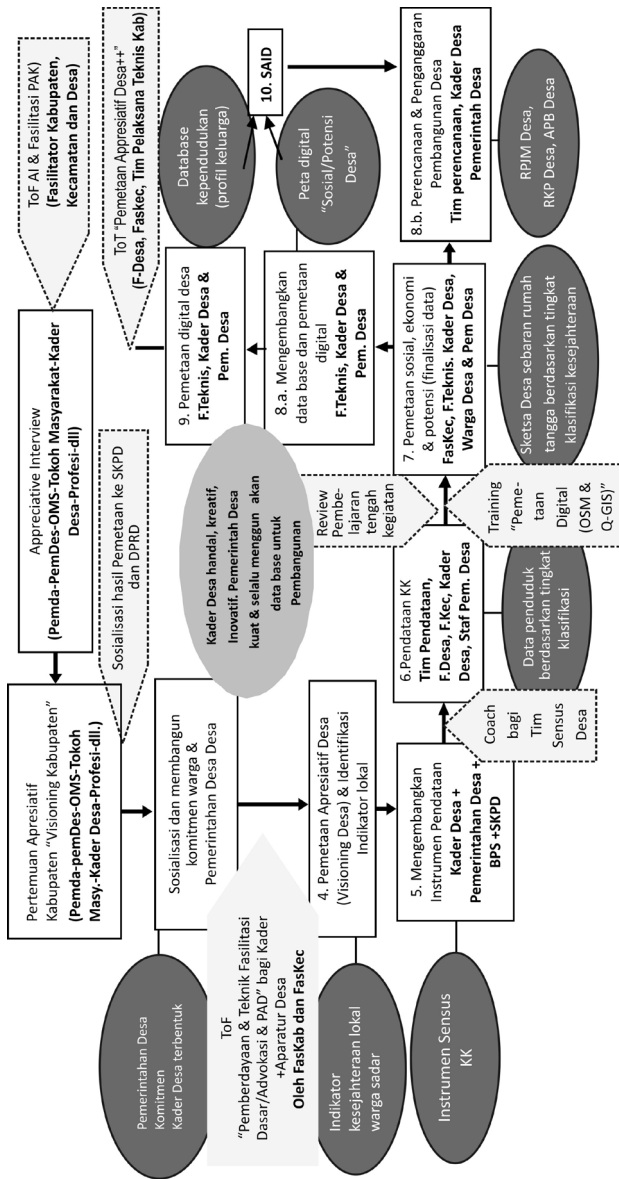 Appreciative Interview
(Pemda-PemDes-OMS-Tokoh Masyarakat-Kader
Desa-Profesi-dll)
ToF AI & Fasilitasi PAK)
(Fasilitator Kabupaten,
Kecamatan dan Desa)
Pertemuan Apresiatif
Kabupaten “Visioning Kabupaten”
(Pemda-pemDes-OMS-Tokoh
Masy.-Kader Desa-Profesi-dll.)
Sosialisasi hasil Pemetaan ke SKPD
dan DPRD
ToT “Pemetaan Appresiatif Desa++”
(F-Desa, Faskec, Tim Pelaksana Teknis Kab)
Pemerintahan Desa
Komitmen
Kader Desa terbentuk
Sosialisasi dan membangun
komitmen warga &
Pemerintahan Desa Desa
Kader Desa handal, kreatif,
Inovatif, Pemerintah Desa
kuat & selalu menggun akan
data base untuk
Pembangunan
9. Pemetaan digital desa
F.Teknis, Kader Desa &
Pem. Desa
Database
kependudukan
(profil keluarga)
10. SAID
ToF
“Pemberdayaan & Teknik Fasilitasi
Dasar/Advokasi & PAD” bagi Kader
+Aparatur Desa
Oleh FasKab dan FasKec
8.a. Mengembangkan
data base dan pemetaan
digital
F.Teknis, Kader Desa &
Pem. Desa
Peta digital
“Sosial/Potensi
Desa”
Indikator
kesejahteraan lokal
warga sadar
4. Pemetaan Apresiatif Desa
(Visioning Desa) & Identifikasi
Indikator lokal
Review
Pembe-
lajaran tengah
kegiatan
Instrumen Sensus
KK
5. Mengembangkan
Instrumen Pendataan
Kader Desa +
Pemerintahan Desa +
BPS +SKPD
6.Pendataan KK
Tim Pendataan,
F.Desa, F.Kec, Kader
Desa, Staf Pem. Desa
7. Pemetaan sosial, ekonomi
& potensi (finalisasi data)
FasKec, F.Teknis. Kader Desa,
Warga Desa & Pem Desa
8.b. Perencanaan & Penganggaran
Pembangunan Desa
Tim perencanaan, Kader Desa
Pemerintah Desa
Coach
bagi
Tim
Sensus
Desa
Data penduduk
berdasarkan tingkat
klasifikasi
Training
“Peme-
taan
Digital
(OSM &
Q-GIS)”
Sketsa Desa sebaran rumah
tangga berdasarkan tingkat
klasifikasi kesejahteraan
RPJM Desa,
RKP Desa, APB Desa